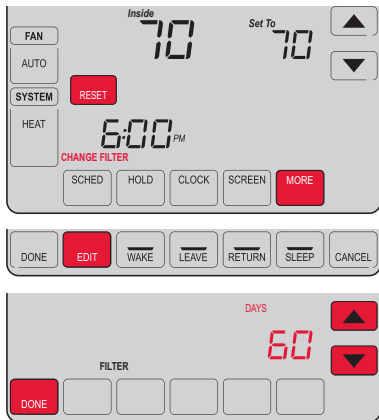 Inside
70
Set To
70
FAN
AUTO
SYSTEM
HEAT
RESET
6:00 PM
CHANGE FILTER
SCHED HOLD CLOCK SCREEN MORE
DONE EDIT WAKE LEAVE RETURN SLEEP CANCEL
DAYS
60
FILTER
DONE